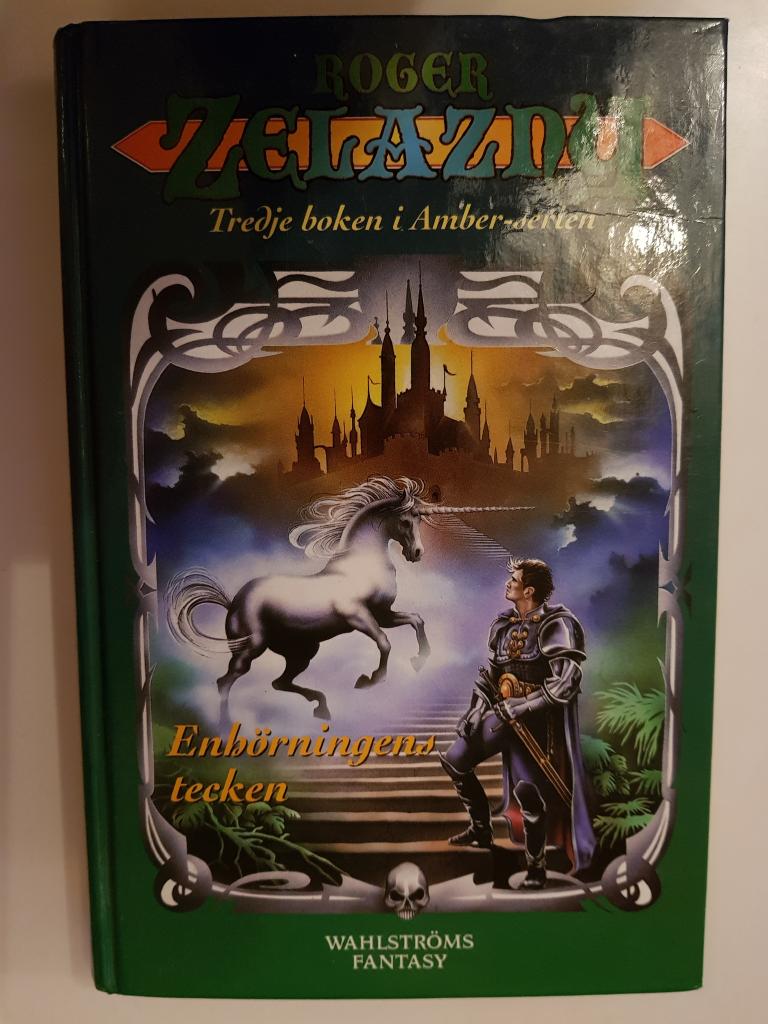 ROGER
ZELAZNY
Tredje boken i Amber-serien
Enhörningens
tecken
WAHLSTRÖMS
FANTASY